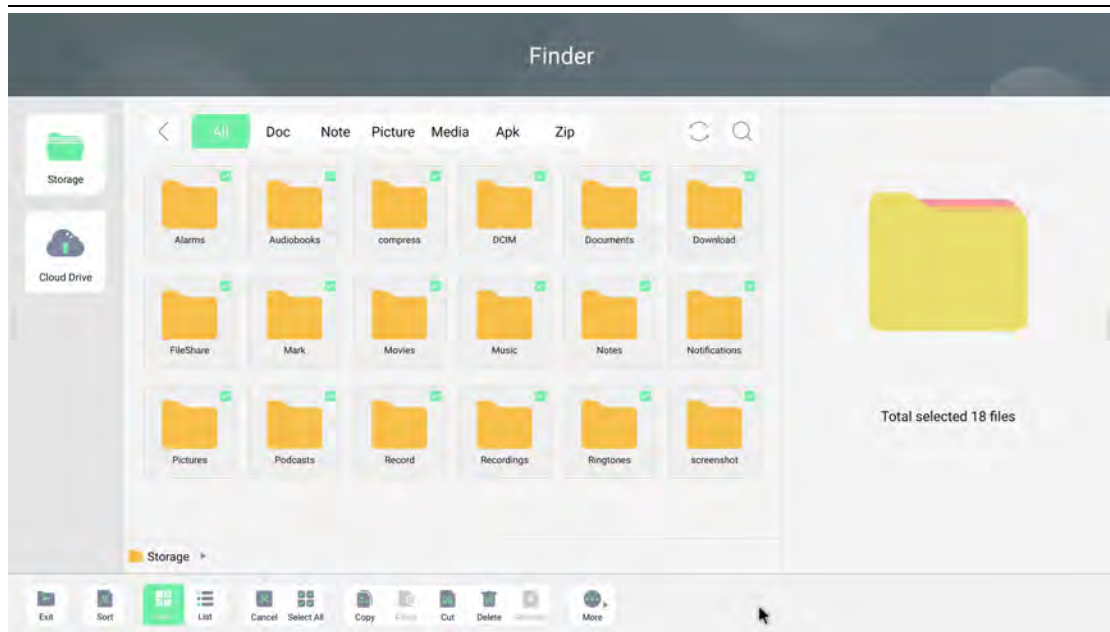 Finder
All Doc Note Picture Media Apk Zip
Storage
Cloud Drive
Alarms Audiobooks compress DCIM Documents Download
FileShare Mark Movies Music Notes Notifications
Pictures Podcasts Record Recordings Ringtones screenshot
Total selected 18 files
Storage
Exit Sort List Cancel Select All Copy Cut Delete More